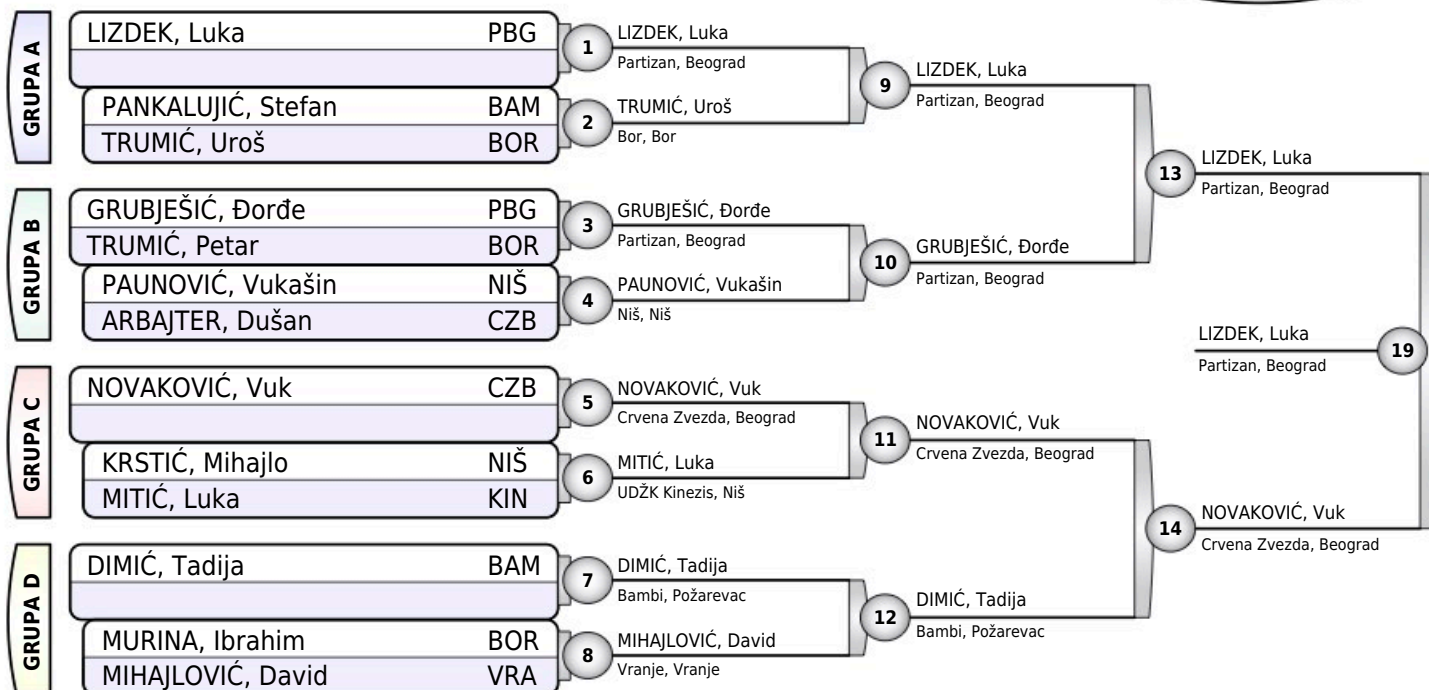 GRUPA A
LIZDEK, Luka PBG
PANKALUJIĆ, Stefan BAM
TRUMIĆ, Uroš BOR
GRUPA B
GRUBJEŠIĆ, Đorđe PBG
TRUMIĆ, Petar BOR
PAUNOVIĆ, Vukašin NIŠ
ARBAJTER, Dušan CZB
GRUPA C
NOVAKOVIĆ, Vuk CZB
KRSTIĆ, Mihajlo NIŠ
MITIĆ, Luka KIN
GRUPA D
DIMIĆ, Tadija BAM
MURINA, Ibrahim BOR
MIHAJLOVIĆ, David VRA
1 LIZDEK, Luka
Partizan, Beograd
2 TRUMIĆ, Uroš
Bor, Bor
3 GRUBJEŠIĆ, Đorđe
Partizan, Beograd
4 PAUNOVIĆ, Vukašin
Niš, Niš
5 NOVAKOVIĆ, Vuk
Crvena Zvezda, Beograd
6 MITIĆ, Luka
UDŽK Kinezis, Niš
7 DIMIĆ, Tadija
Bambi, Požarevac
8 MIHAJLOVIĆ, David
Vranje, Vranje
9 LIZDEK, Luka
Partizan, Beograd
10 GRUBJEŠIĆ, Đorđe
Partizan, Beograd
11 NOVAKOVIĆ, Vuk
Crvena Zvezda, Beograd
12 DIMIĆ, Tadija
Bambi, Požarevac
13 LIZDEK, Luka
Partizan, Beograd
14 NOVAKOVIĆ, Vuk
Crvena Zvezda, Beograd
LIZDEK, Luka 19
Partizan, Beograd